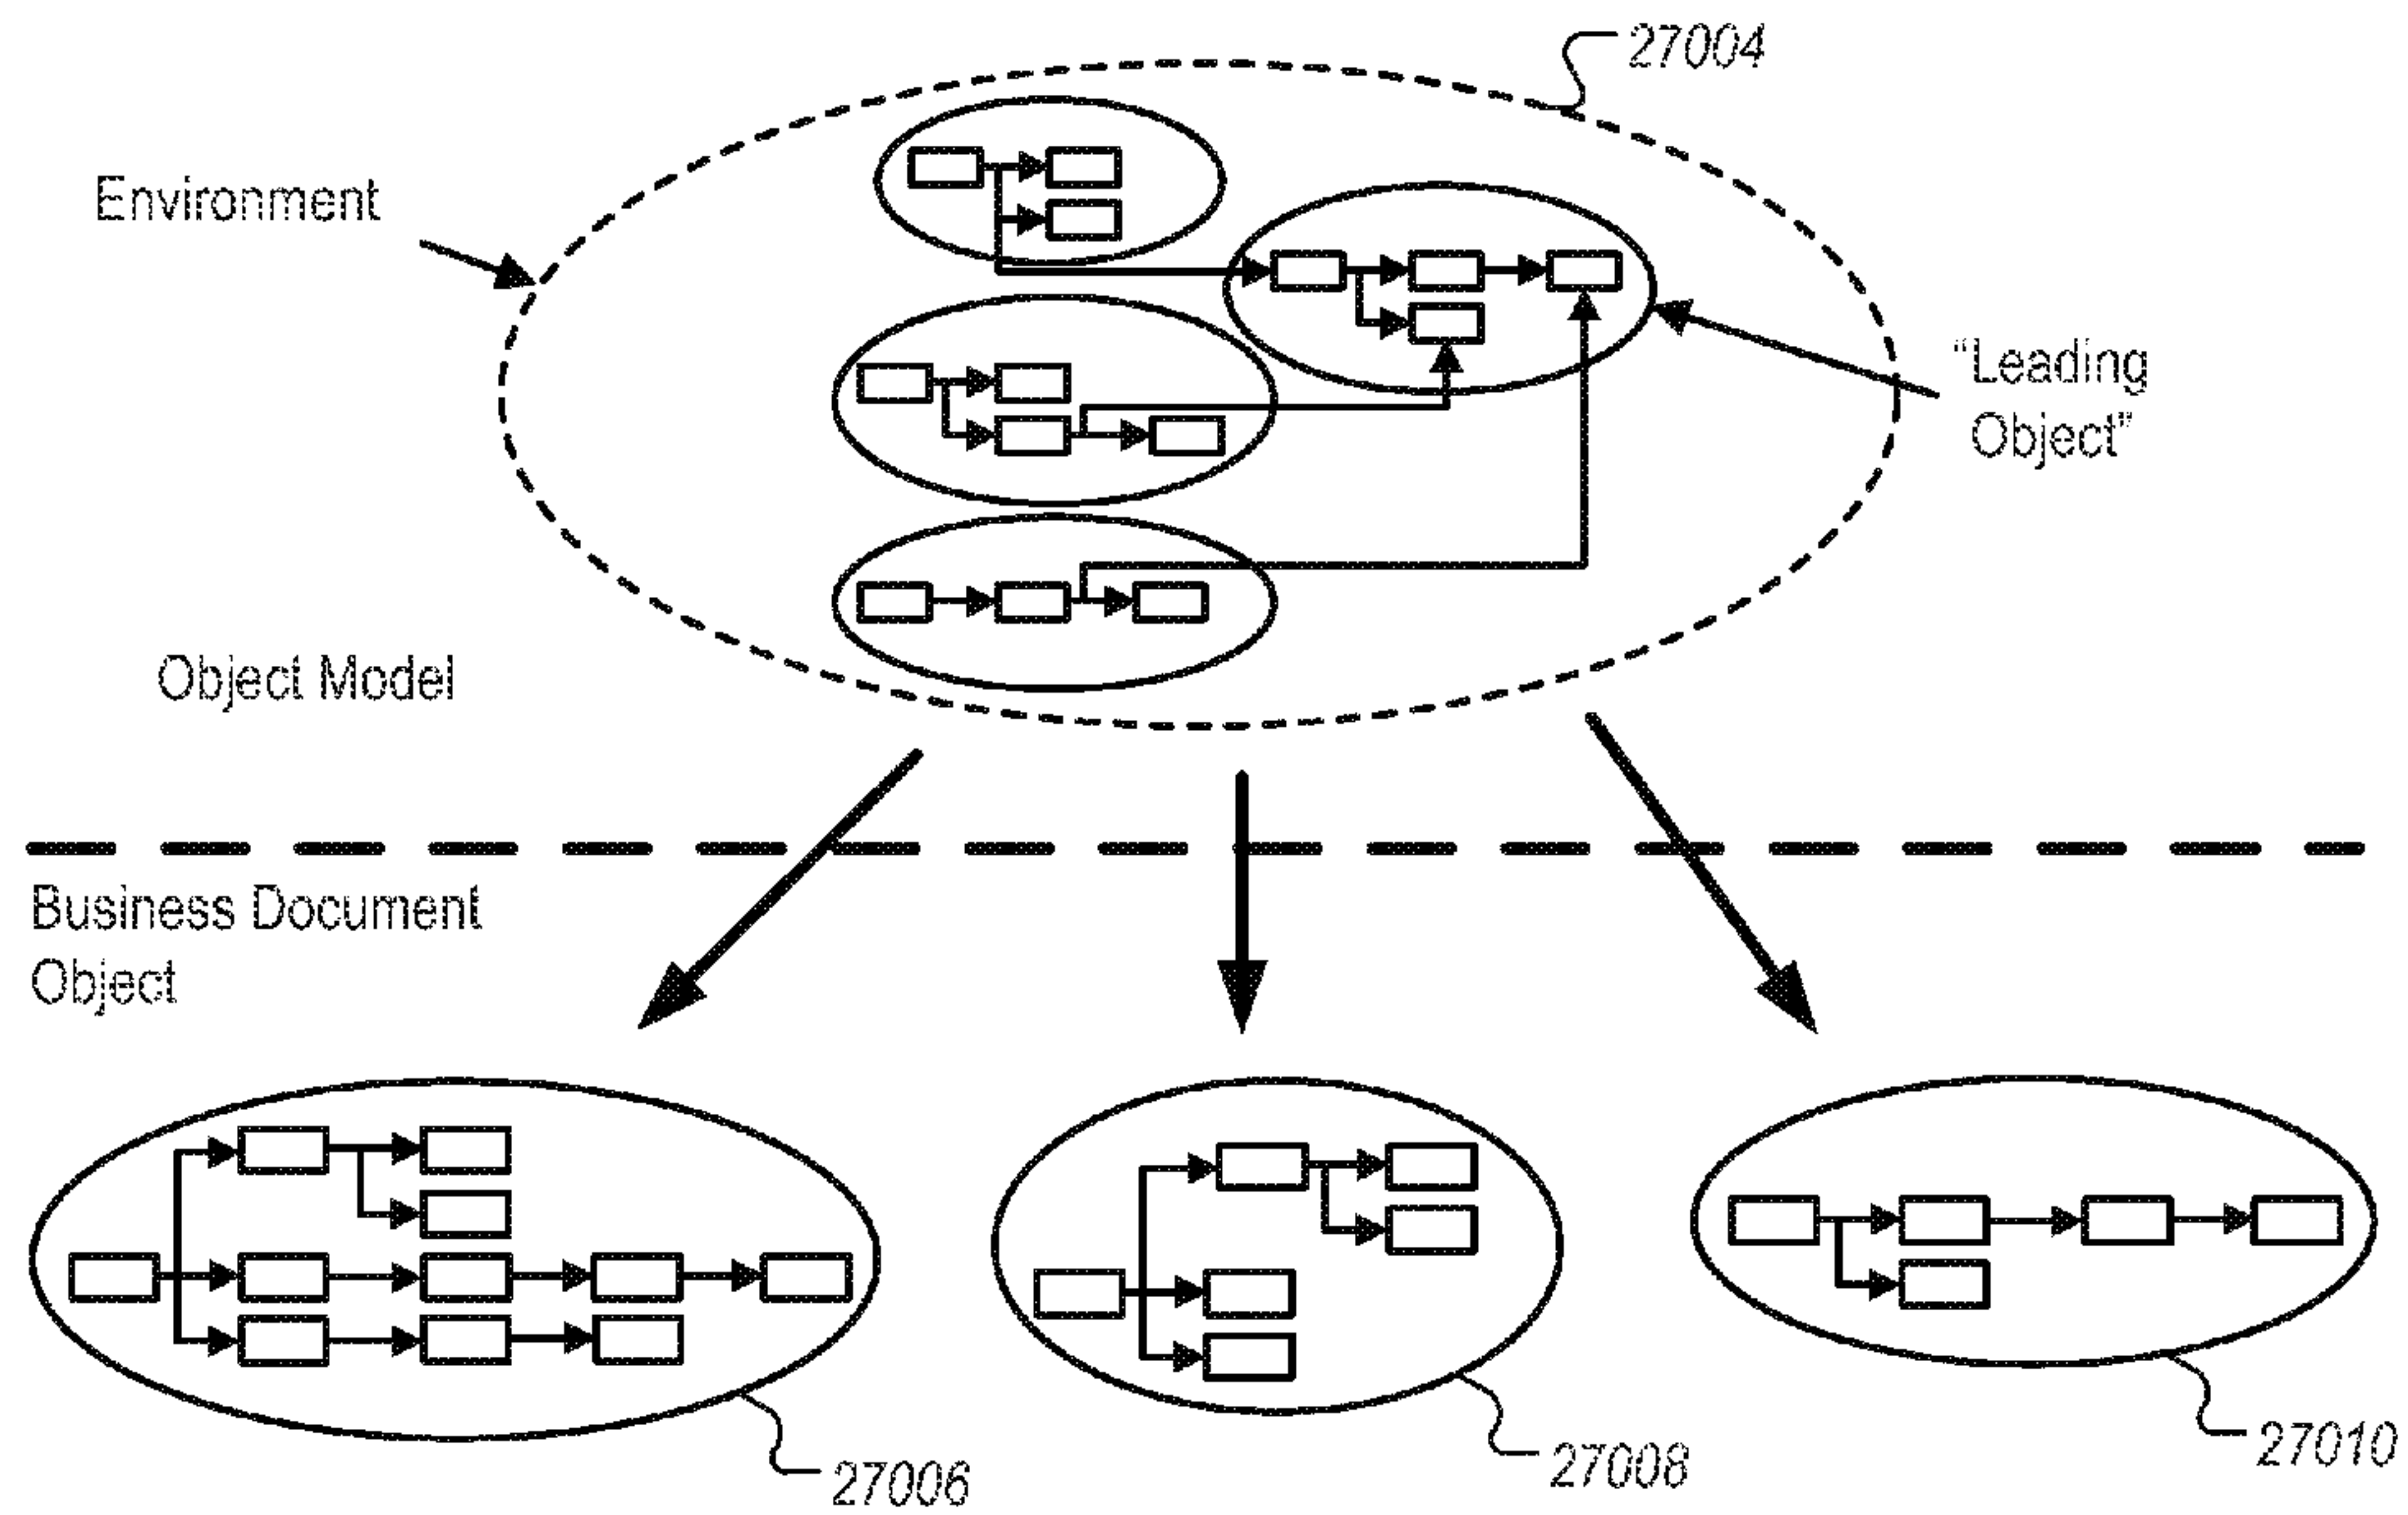 27004
Environment
“Leading
Object”
Object Model
Business Document
Object
27006
27008
27010